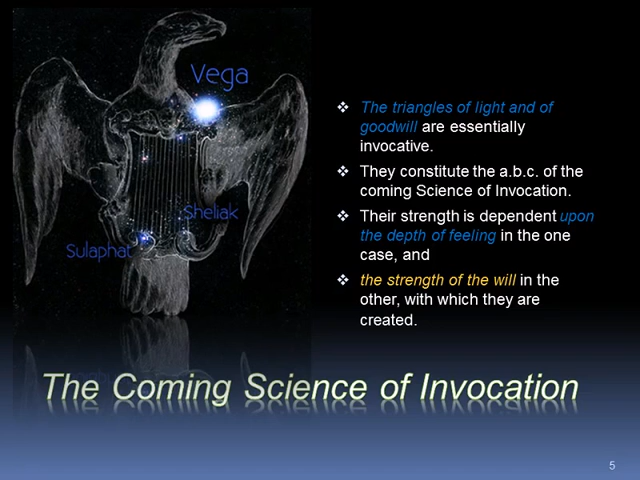 Vega
Sheliak
Sulaphat
❖ The triangles of light and of
goodwill are essentially
invocative.
❖ They constitute the a.b.c. of the
coming Science of Invocation.
❖ Their strength is dependent upon
the depth of feeling in the one
case, and
❖ the strength of the will in the
other, with which they are
created.
The Coming Science of Invocation
5